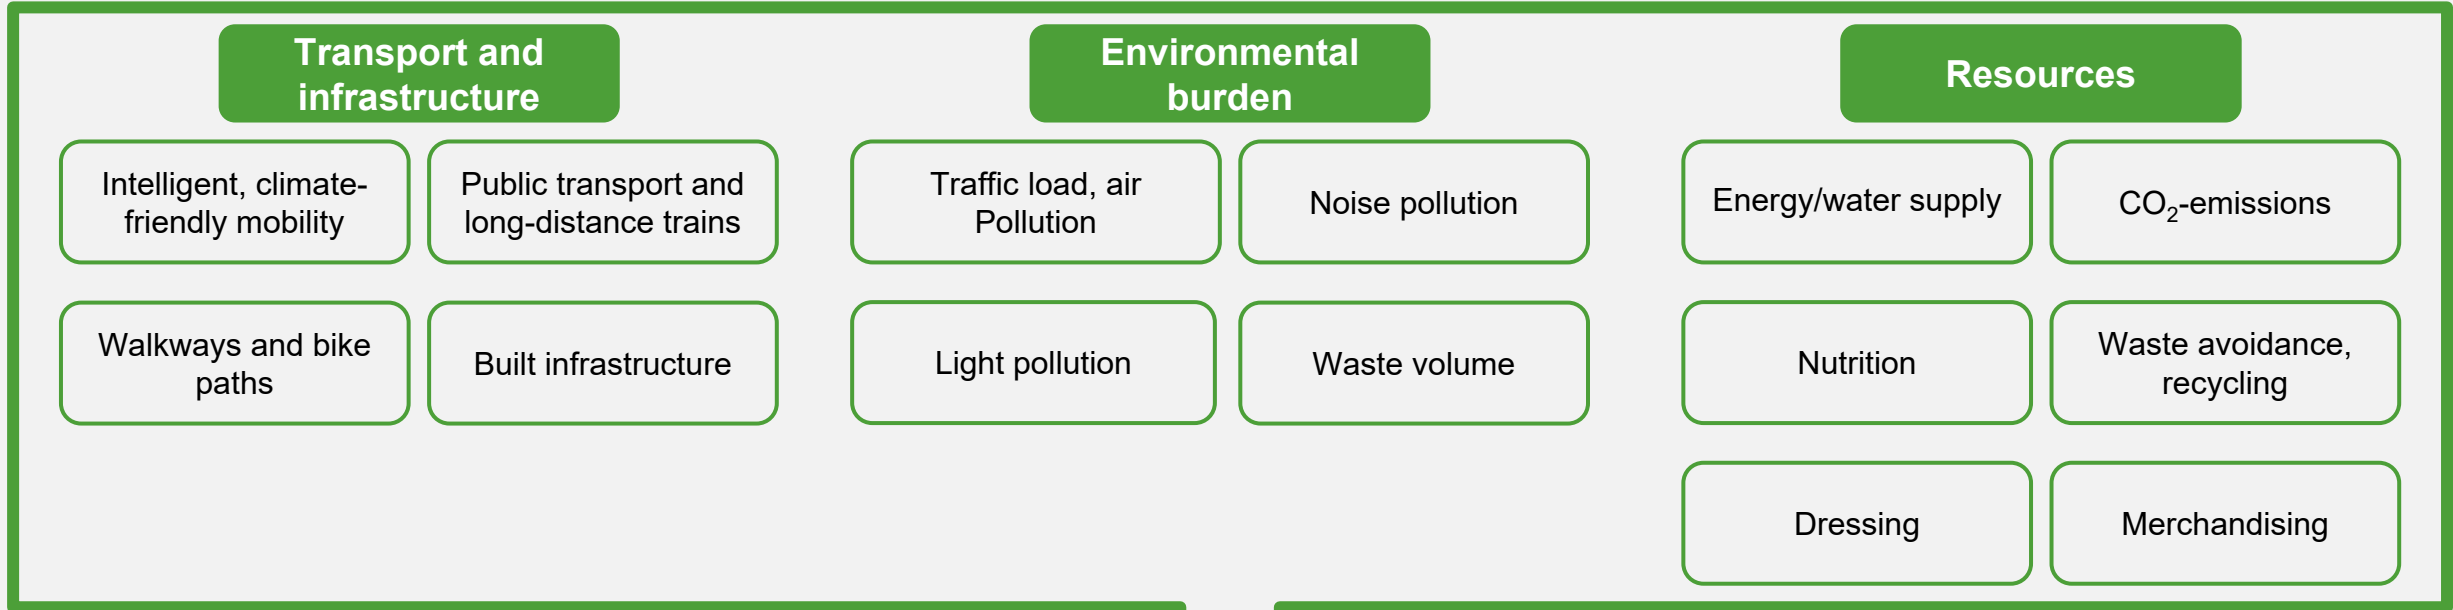 Transport and
infrastructure
Environmental
burden
Resources
Intelligent, climate-
friendly mobility
Public transport and
long-distance trains
Traffic load, air
Pollution
Noise pollution
Energy/water supply
CO₂-emissions
Walkways and bike
paths
Built infrastructure
Light pollution
Waste volume
Nutrition
Waste avoidance,
recycling
Dressing
Merchandising